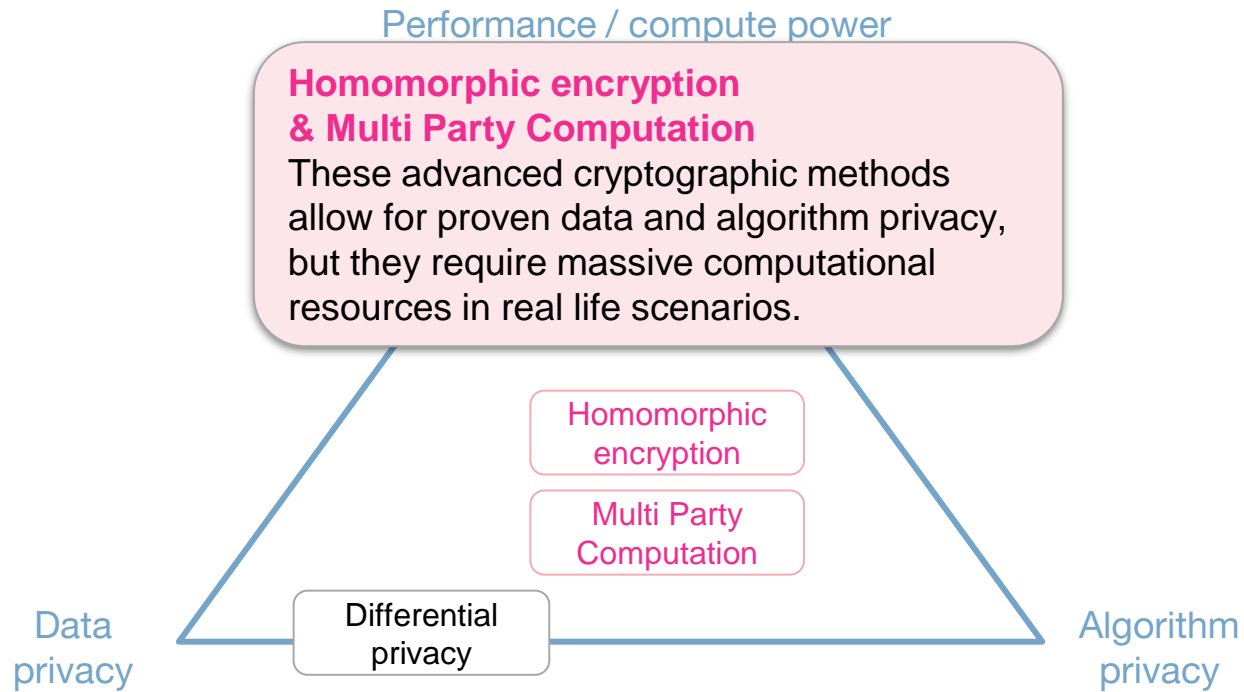 Performance / compute power
Homomorphic encryption
& Multi Party Computation
These advanced cryptographic methods
allow for proven data and algorithm privacy,
but they require massive computational
resources in real life scenarios.
Homomorphic
encryption
Multi Party
Computation
Differential
privacy
Data
privacy
Algorithm
privacy